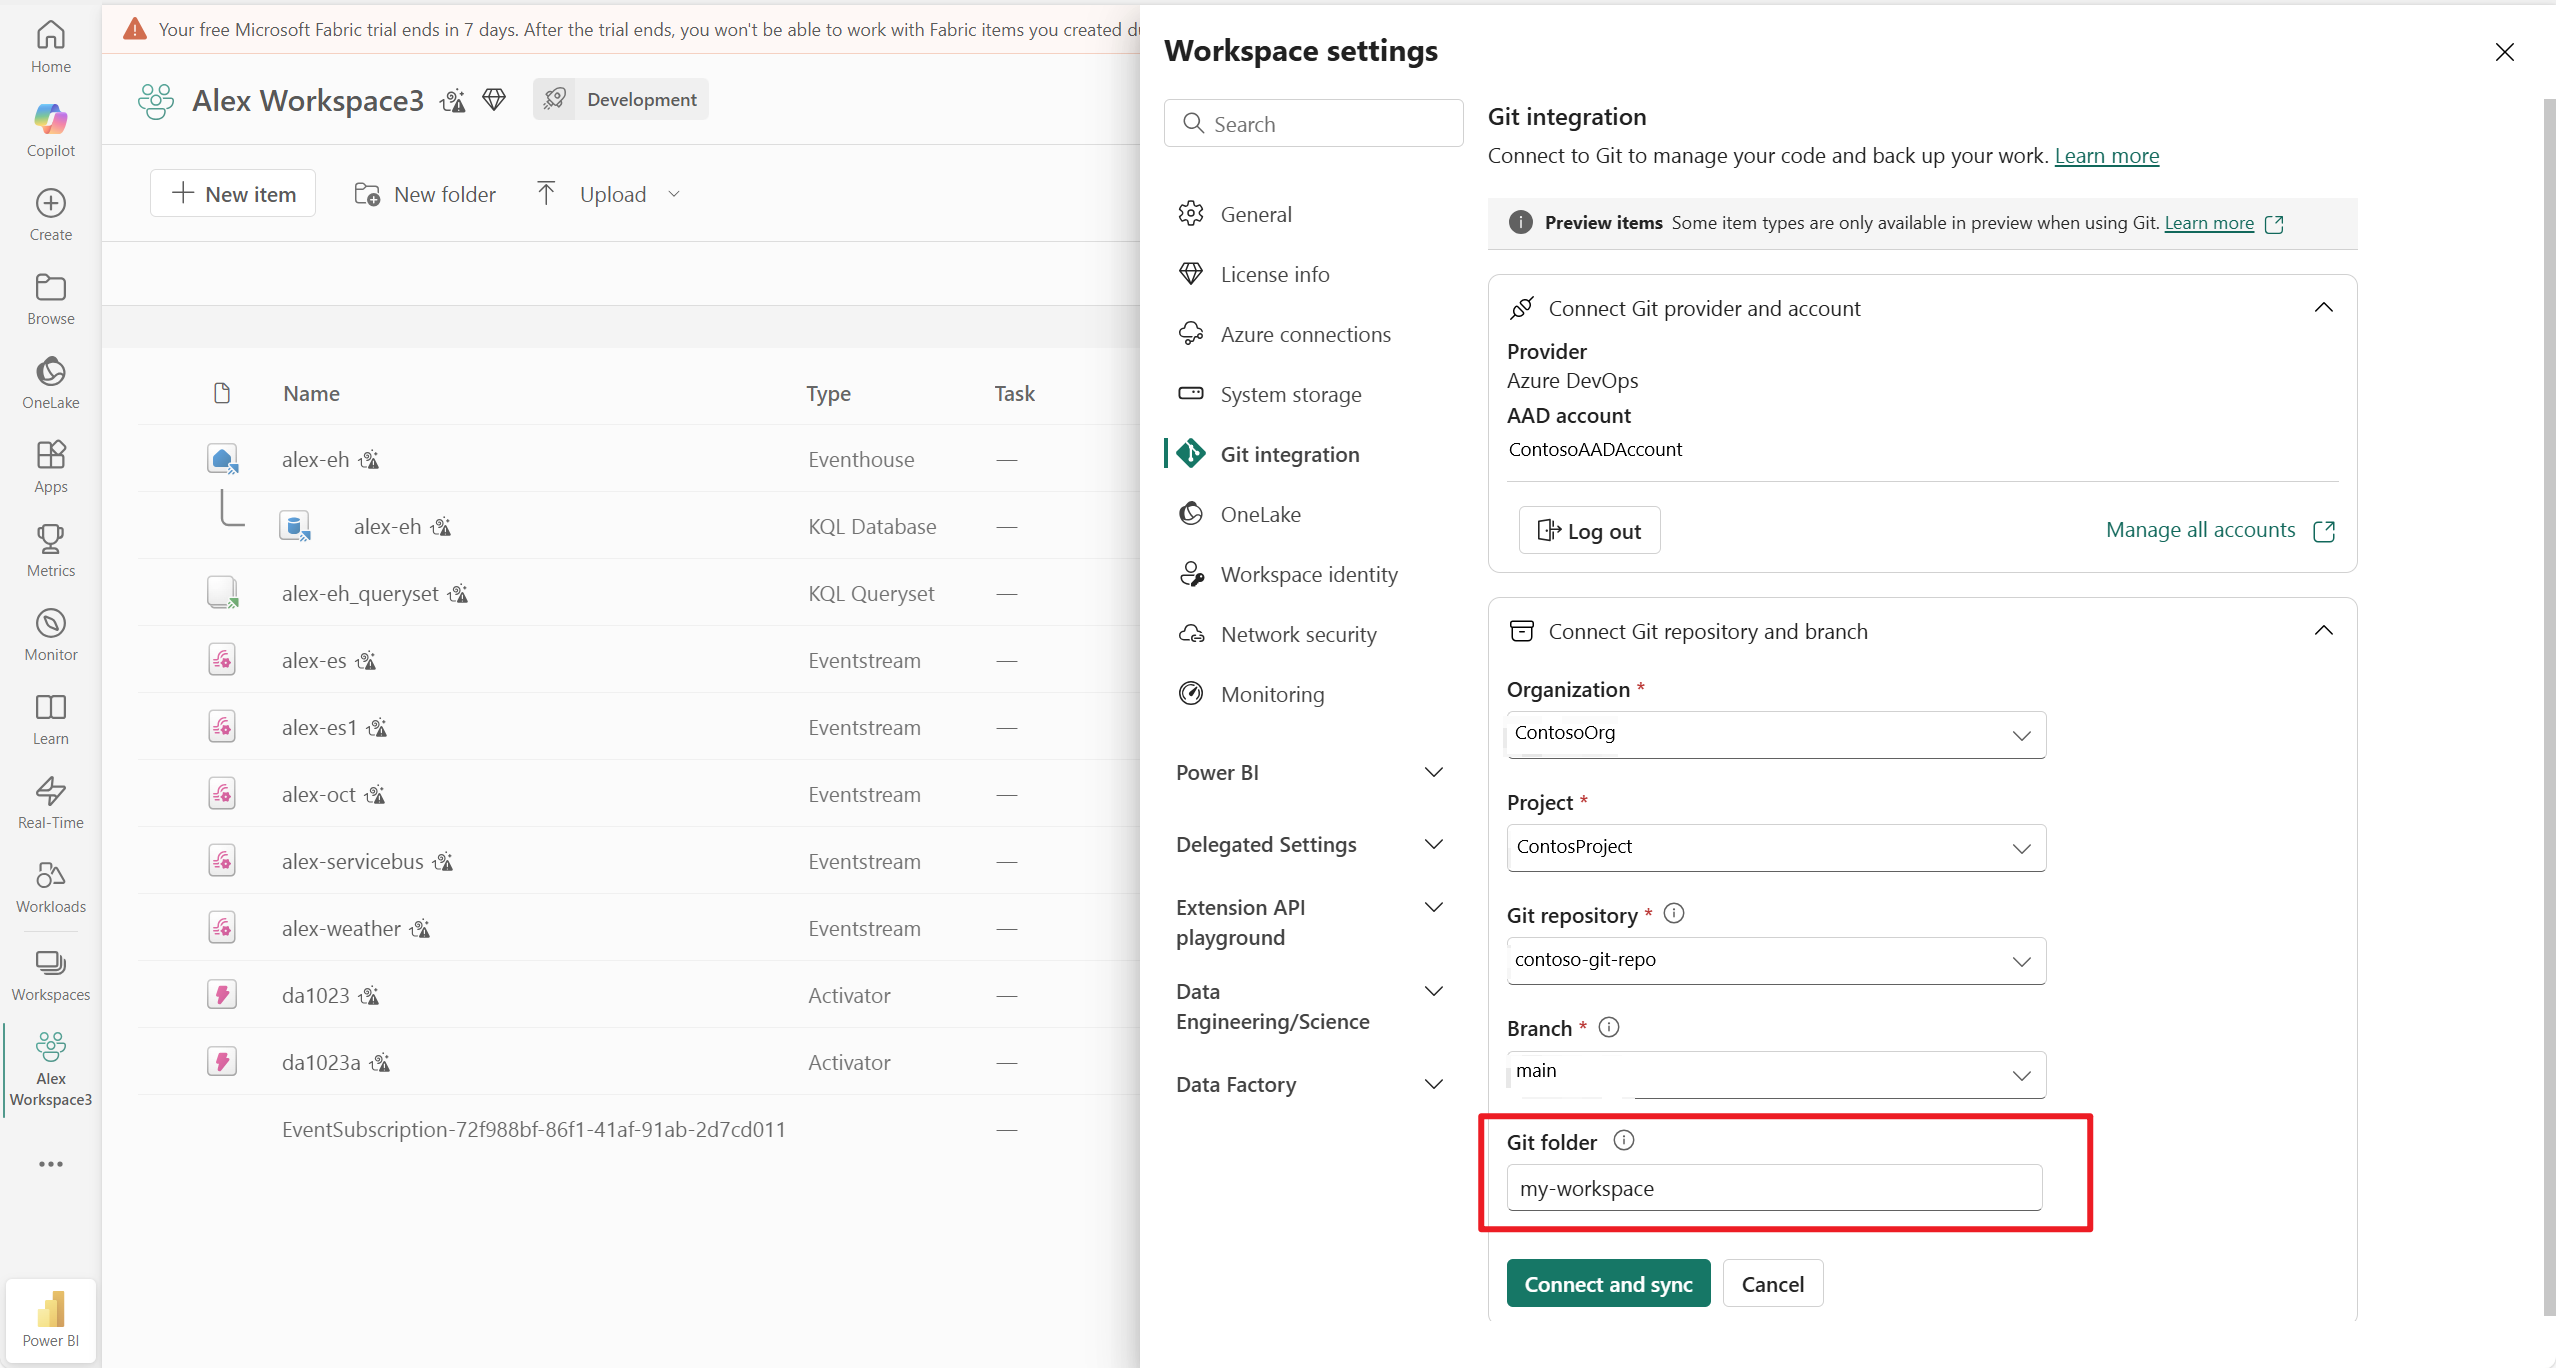 Home
Copilot
Create
Browse
OneLake
Apps
Metrics
Monitor
Learn
Real-Time
Workloads
Workspaces
Alex
Workspace3
Power BI
Your free Microsoft Fabric trial ends in 7 days. After the trial ends, you won't be able to work with Fabric items you created
Alex Workspace3
Development
New item
New folder
Upload
Name Type Task
alex-eh Eventhouse —
alex-eh KQL Database —
alex-eh_queryset KQL Queryset —
alex-es Eventstream —
alex-es1 Eventstream —
alex-oct Eventstream —
alex-servicebus Eventstream —
alex-weather Eventstream —
da1023 Activator —
da1023a Activator —
EventSubscription-72f988bf-86f1-41af-91ab-2d7cd011 —
Workspace settings
Search
General
License info
Azure connections
System storage
Git integration
OneLake
Workspace identity
Network security
Monitoring
Power BI
Delegated Settings
Extension API
playground
Data
Engineering/Science
Data Factory
Git integration
Connect to Git to manage your code and back up your work. Learn more
Preview items Some item types are only available in preview when using Git. Learn more
Connect Git provider and account
Provider
Azure DevOps
AAD account
ContosoAADAccount
Log out
Manage all accounts
Connect Git repository and branch
Organization *
ContosoOrg
Project *
ContosProject
Git repository *
contoso-git-repo
Branch *
main
Git folder
my-workspace
Connect and sync
Cancel